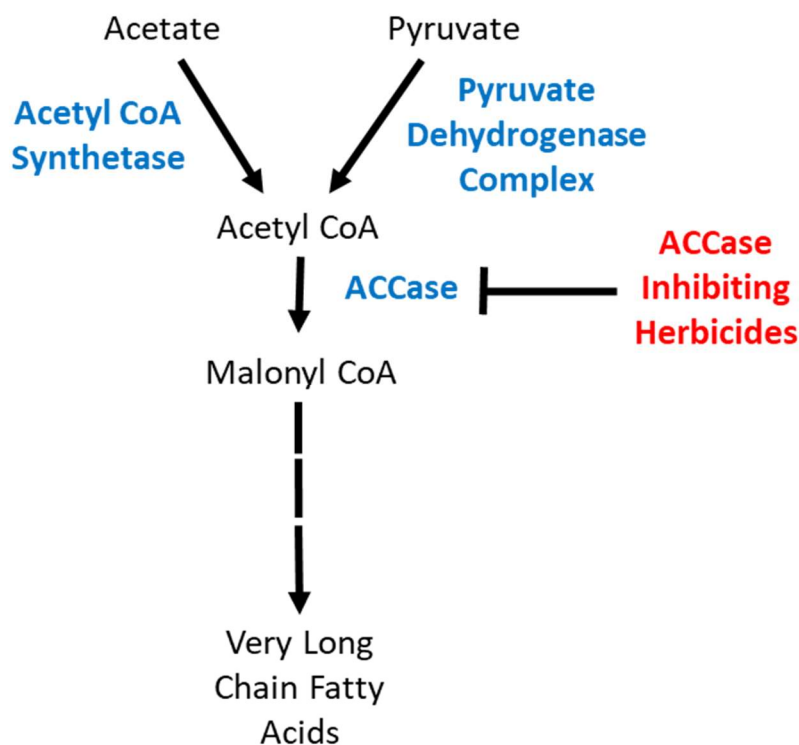 Acetate
Pyruvate
Acetyl CoA
Synthetase
Pyruvate
Dehydrogenase
Complex
Acetyl CoA
ACCase
ACCase
Inhibiting
Herbicides
Malonyl CoA
Very Long
Chain Fatty
Acids